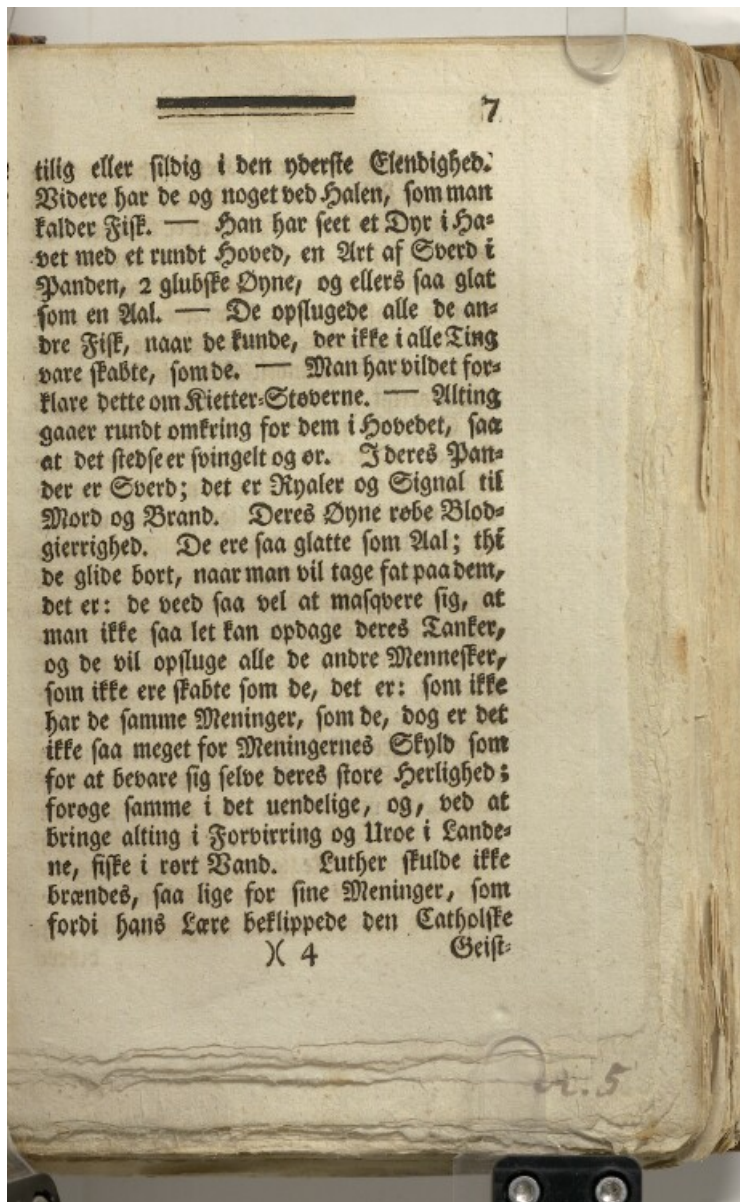 7
tilig eller sildig i den yderste Elendighed.
Videre har de og noget ved Halen, som man
kalder Fisk. — Han har seet et Dyr i Ha-
vet med et rundt Hoved, en Art af Sverd i
Panden, 2 glubske Øyne, og ellers saa glat
som en Aal. — De opslugede alle de an-
dre Fisk, naar de kunde, der ikke i alle Ting
vare skabte, som de. — Man har vildet for-
klare dette om Kietter-Støverne. — Alting
gaaer rundt omkring for dem i Hovedet, saa
at det stedse er svingelt og ør. I deres Pan-
der er Sverd; det er Ryaler og Signal til
Mord og Brand. Deres Øyne røbe Blod-
gierrighed. De ere saa glatte som Aal; thi
de glide bort, naar man vil tage fat paa dem,
det er: de veed saa vel at masqvere sig, at
man ikke saa let kan opdage deres Tanker,
og de vil opsluge alle de andre Mennesker,
som ikke ere skabte som de, det er: som ikke
har de samme Meninger, som de, dog er det
ikke saa meget for Meningernes Skyld som
for at bevare sig selve deres store Herlighed;
forøge samme i det uendelige, og, ved at
bringe alting i Forvirring og Uroe i Lande-
ne, fiske i rørt Vand. Luther skulde ikke
brændes, saa lige for sine Meninger, som
fordi hans Lære beklippede den Catholske
)( 4 Geist-
n. 5